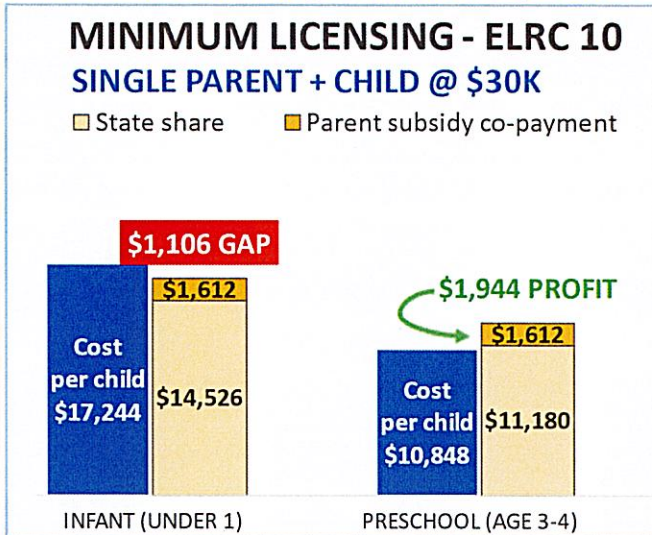 MINIMUM LICENSING - ELRC 10
SINGLE PARENT + CHILD @ $30K
State share
Parent subsidy co-payment
$1,106 GAP
$1,612
Cost
per child
$17,244
$14,526
INFANT (UNDER 1)
$1,944 PROFIT
$1,612
Cost
per child
$10,848
$11,180
PRESCHOOL (AGE 3-4)